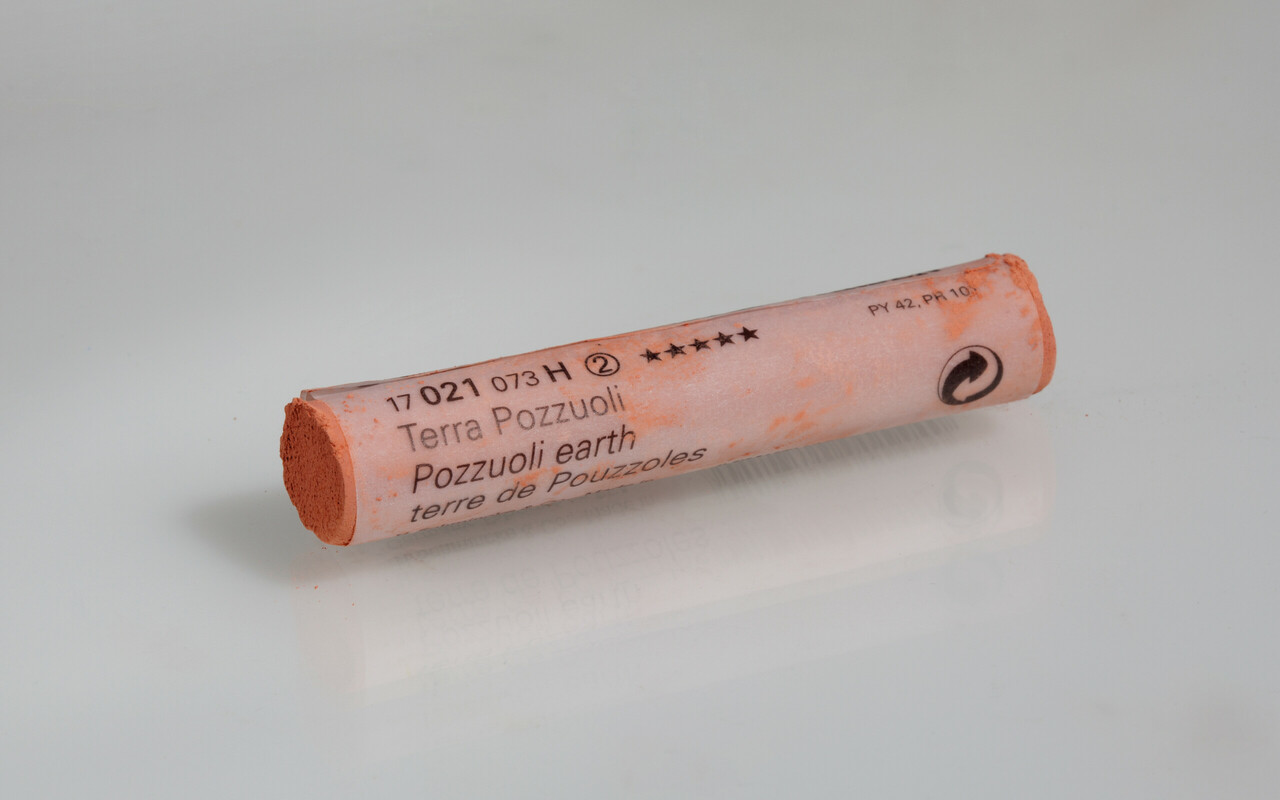 17 021 073 H ② ★★★★★
Terra Pozzuoli
Pozzuoli earth
terre de Pouzzoles
PY 42, PR 10